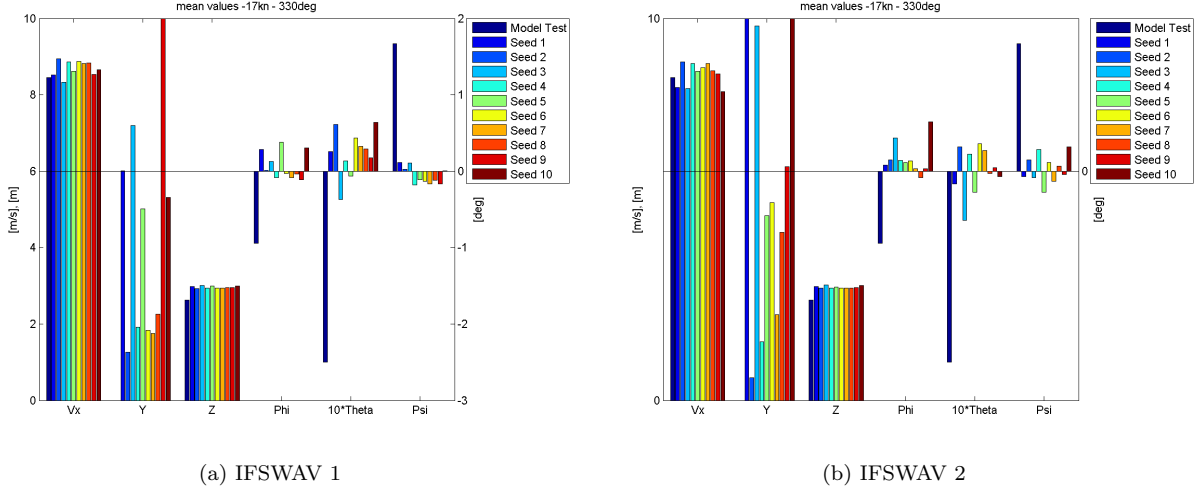 mean values -17kn - 330deg
10
8
6
4
2
0
[m/s], [m]
2
1
0
-1
-2
-3
[deg]
Vx Y Z Phi 10*Theta Psi
Model Test
Seed 1
Seed 2
Seed 3
Seed 4
Seed 5
Seed 6
Seed 7
Seed 8
Seed 9
Seed 10
(a) IFSWAV 1
mean values -17kn - 330deg
10
0
[m/s], [m]
0
[deg]
Vx Y Z Phi 10*Theta Psi
Model Test
Seed 1
Seed 2
Seed 3
Seed 4
Seed 5
Seed 6
Seed 7
Seed 8
Seed 9
Seed 10
(b) IFSWAV 2